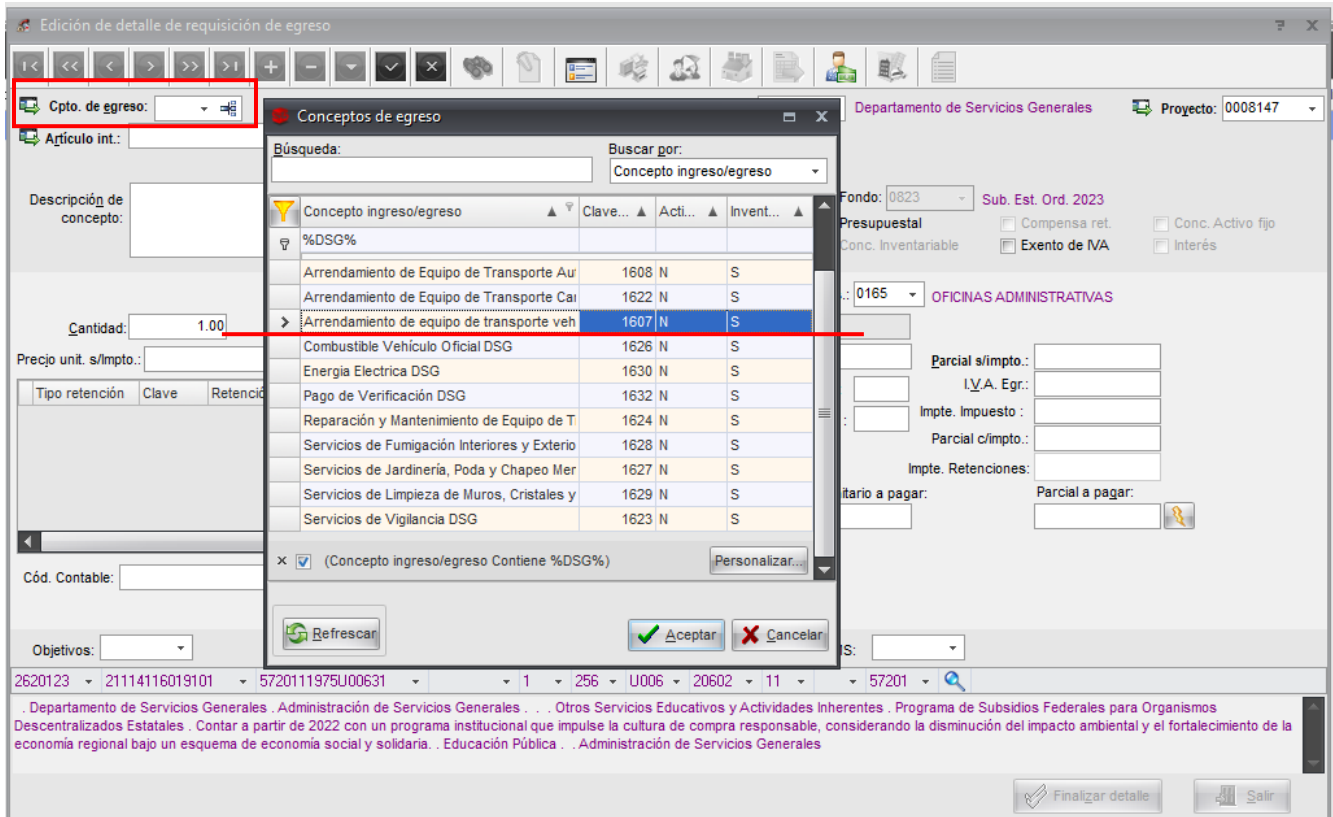 Edición de detalle de requisición de egreso
Cpto. de egreso:
Departamento de Servicios Generales
Proyecto: 0008147
Artículo int.:
Conceptos de egreso
Búsqueda:
Buscar por:
Concepto ingreso/egreso
Descripción de
concepto:
Fondo: 0823
Sub. Est. Ord. 2023
Presupuestal
Compensa ret.
Conc. Activo fijo
Conc. Inventariable
Exento de IVA
Interés
Concepto ingreso/egreso Clave... Acti... Invent...
%DSG%
Arrendamiento de Equipo de Transporte Au 1608 N S
Arrendamiento de Equipo de Transporte Cam 1622 N S
Arrendamiento de equipo de transporte veh 1607 N S
Combustible Vehículo Oficial DSG 1626 N S
Energia Electrica DSG 1630 N S
Pago de Verificación DSG 1632 N S
Reparación y Mantenimiento de Equipo de T 1624 N S
Servicios de Fumigación Interiores y Exterio 1628 N S
Servicios de Jardinería, Poda y Chapeo Mer 1627 N S
Servicios de Limpieza de Muros, Cristales y 1629 N S
Servicios de Vigilancia DSG 1623 N S
(Concepto ingreso/egreso Contiene %DSG%)
Personalizar...
Refrescar
Aceptar
Cancelar
.: 0165
OFICINAS ADMINISTRATIVAS
Cantidad: 1.00
Precio unit. s/Impto.:
Parcial s/impto.:
I.V.A. Egr.:
Impte. Impuesto :
Parcial c/impto.:
Impte. Retenciones:
Tipo retención Clave Retenció
itario a pagar:
Parcial a pagar:
Cód. Contable:
Objetivos:
IS:
2620123 21114116019101 5720111975U00631 1 256 U006 20602 11 57201
. Departamento de Servicios Generales . Administración de Servicios Generales . . . Otros Servicios Educativos y Actividades Inherentes . Programa de Subsidios Federales para Organismos
Descentralizados Estatales . Contar a partir de 2022 con un programa institucional que impulse la cultura de compra responsable, considerando la disminución del impacto ambiental y el fortalecimiento de la
economía regional bajo un esquema de economía social y solidaria. . Educación Pública . . Administración de Servicios Generales
Finalizar detalle
Salir